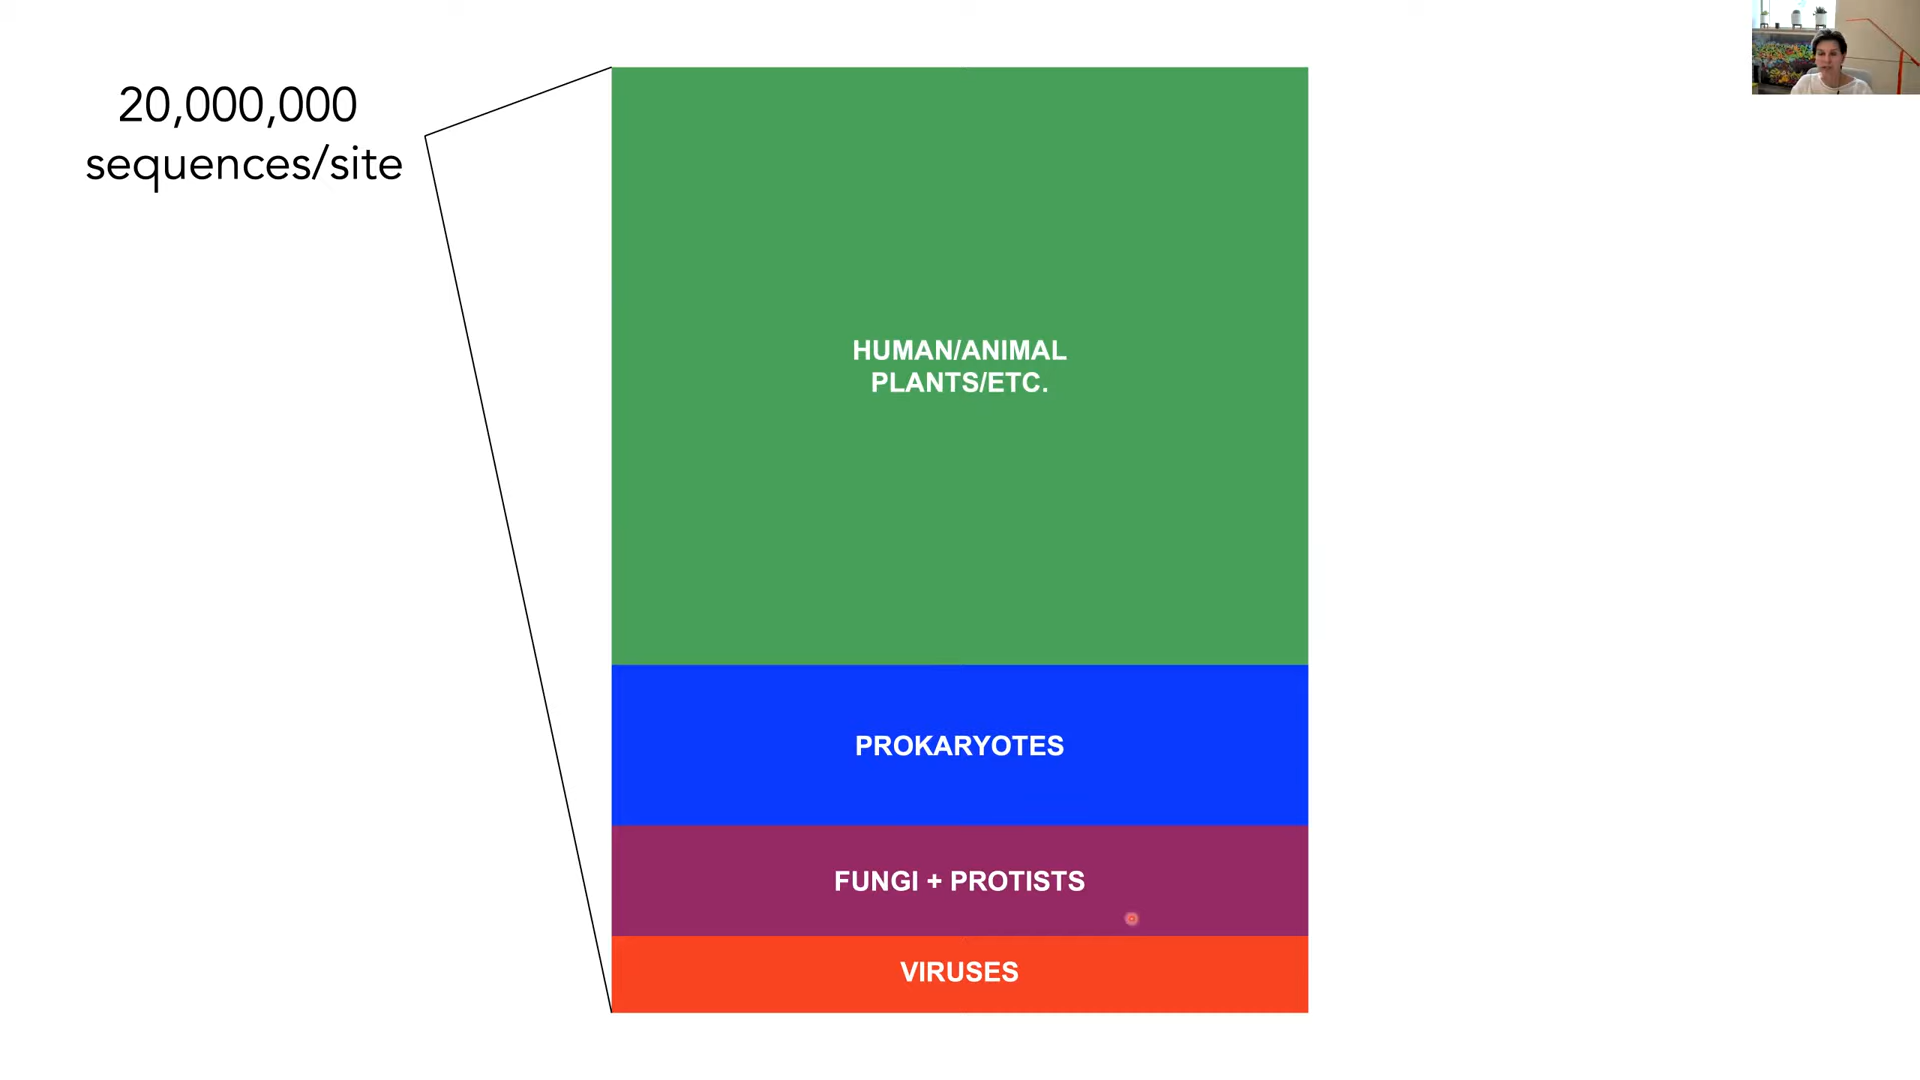 20,000,000
sequences/site
HUMAN/ANIMAL
PLANTS/ETC.
PROKARYOTES
FUNGI + PROTISTS
VIRUSES